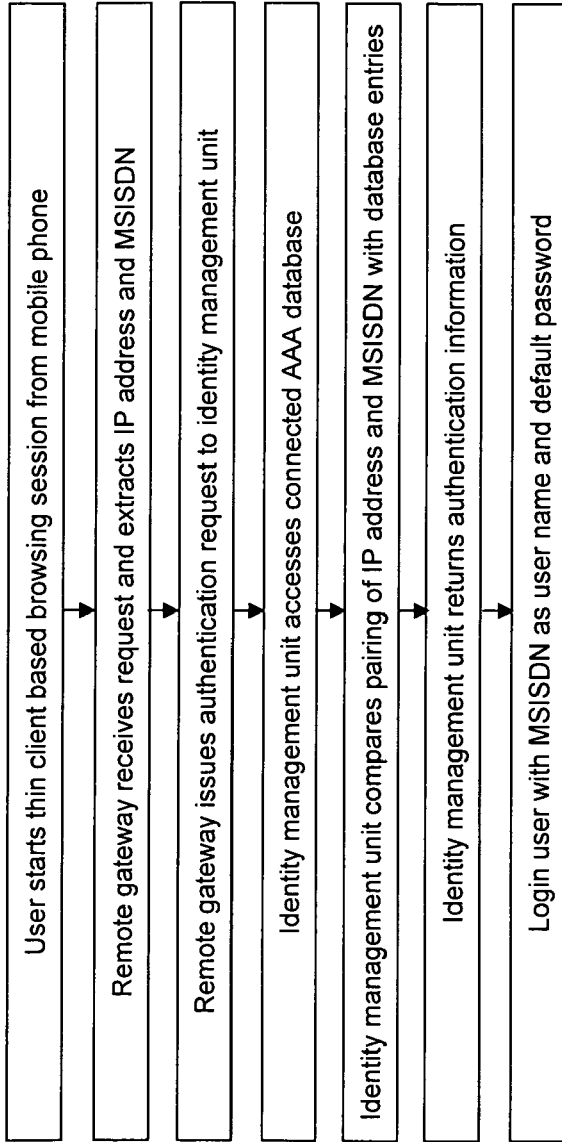 User starts thin client based browsing session from mobile phone
Remote gateway receives request and extracts IP address and MSISDN
Remote gateway issues authentication request to identity management unit
Identity management unit accesses connected AAA database
Identity management unit compares pairing of IP address and MSISDN with database entries
Identity management unit returns authentication information
Login user with MSISDN as user name and default password